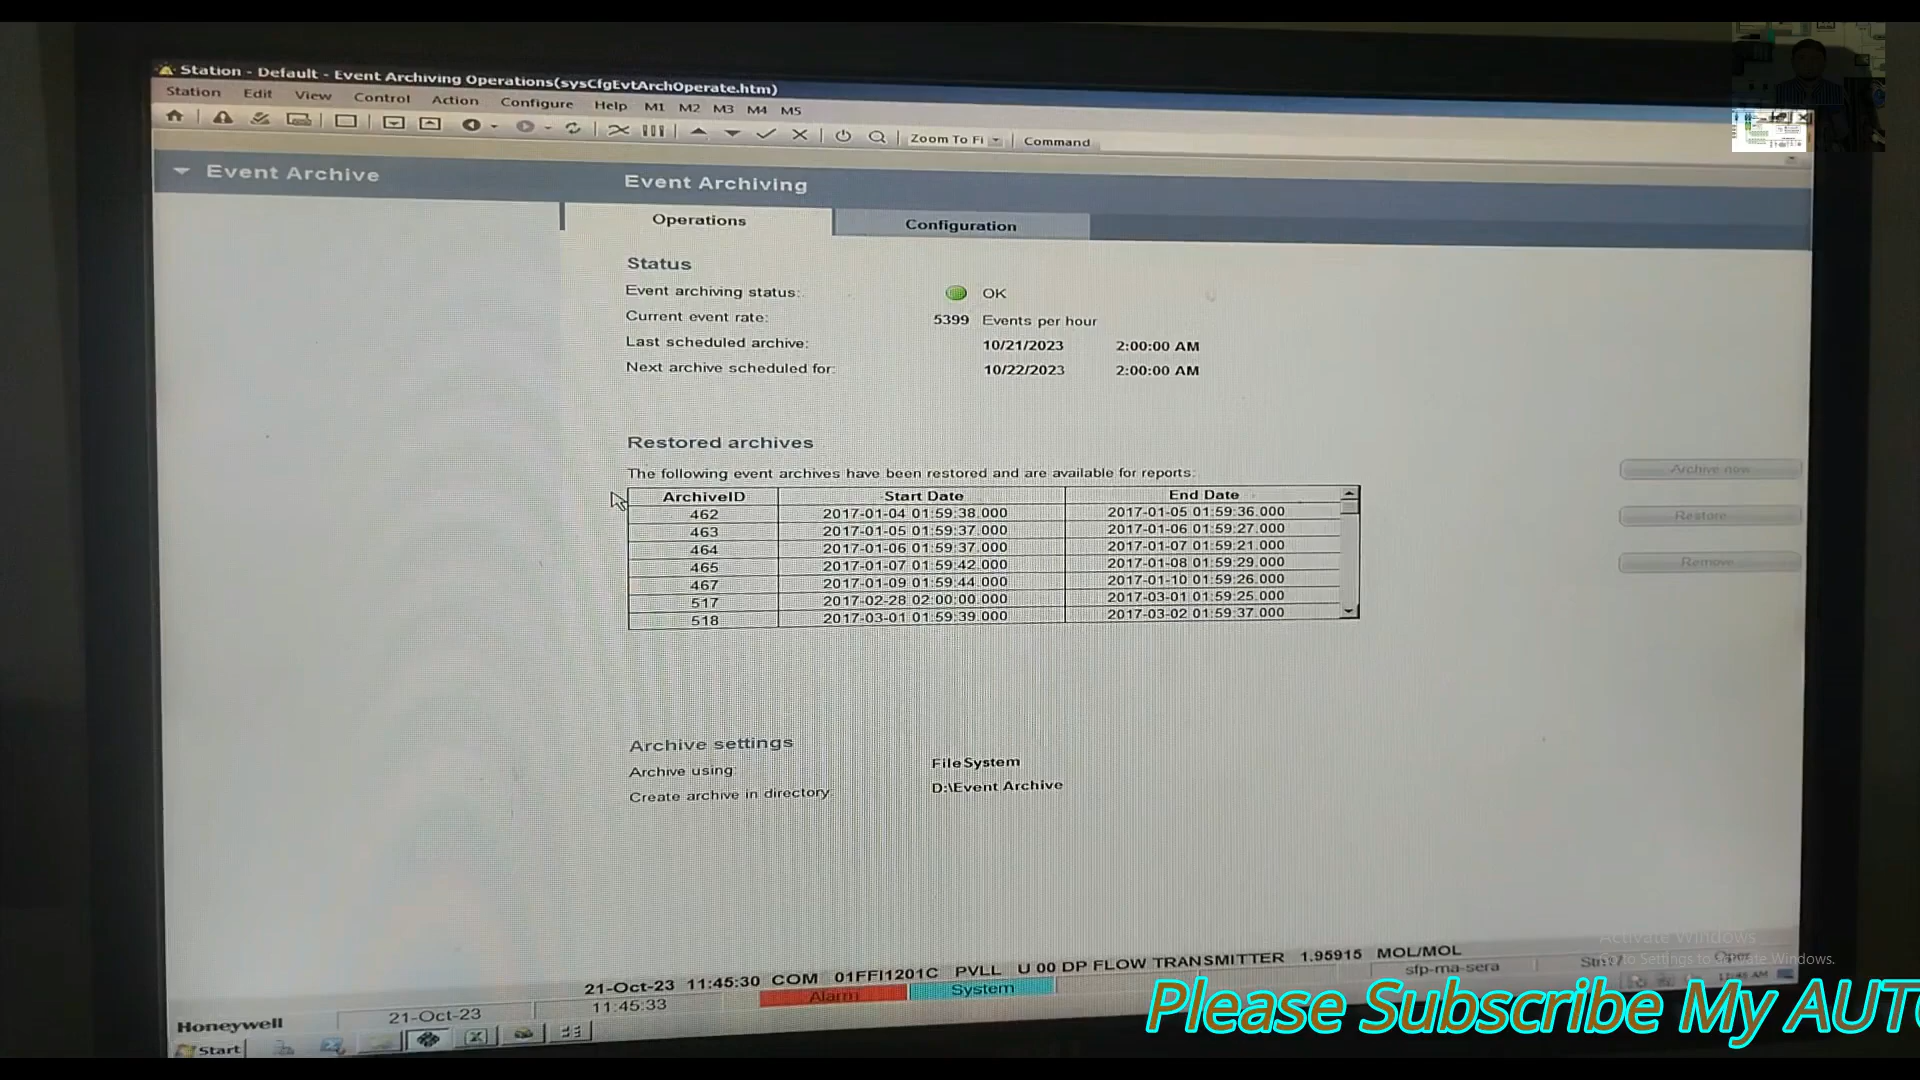 Station - Default - Event Archiving Operations(sysCfgEvtArchOperate.htm)
Station Edit View Control Action Configure Help M1 M2 M3 M4 M5
Zoom To Fi Command
Event Archive
Event Archiving
Operations Configuration
Status
Event archiving status: OK
Current event rate: 5399 Events per hour
Last scheduled archive: 10/21/2023 2:00:00 AM
Next archive scheduled for: 10/22/2023 2:00:00 AM
Restored archives
The following event archives have been restored and are available for reports:
ArchiveID Start Date End Date
462 2017-01-04 01:59:38.000 2017-01-05 01:59:36.000
463 2017-01-05 01:59:37.000 2017-01-06 01:59:27.000
464 2017-01-06 01:59:37.000 2017-01-07 01:59:21.000
465 2017-01-07 01:59:42.000 2017-01-08 01:59:29.000
467 2017-01-09 01:59:44.000 2017-01-10 01:59:26.000
517 2017-02-28 02:00:00.000 2017-03-01 01:59:25.000
518 2017-03-01 01:59:39.000 2017-03-02 01:59:37.000
Archive now
Restore
Remove
Archive settings
Archive using: FileSystem
Create archive in directory: D:\Event Archive
Activate Windows
Go to Settings to activate Windows.
21-Oct-23 11:45:30 COM 01FFI1201C PVLL U 00 DP FLOW TRANSMITTER 1.95915 MOL/MOL
21-Oct-23 11:45:33 Alarm System sfp-ma-sera
Honeywell
Start
Please Subscribe My AUT